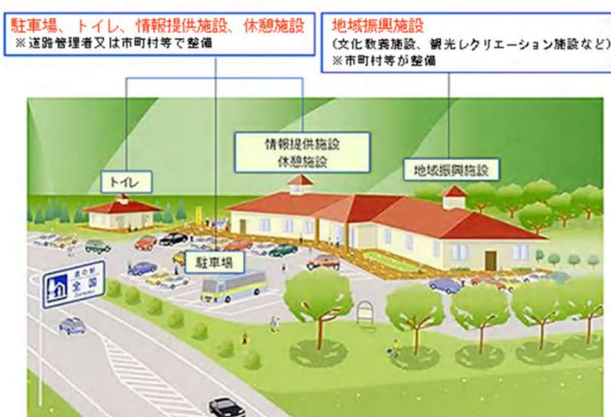 駐車場、トイレ、情報提供施設、休憩施設
※道路管理者又は市町村等で整備
地域振興施設
(文化教養施設、観光レクリエーション施設など)
※市町村等が整備
情報提供施設
休憩施設
トイレ
地域振興施設
駐車場
道の駅
全国